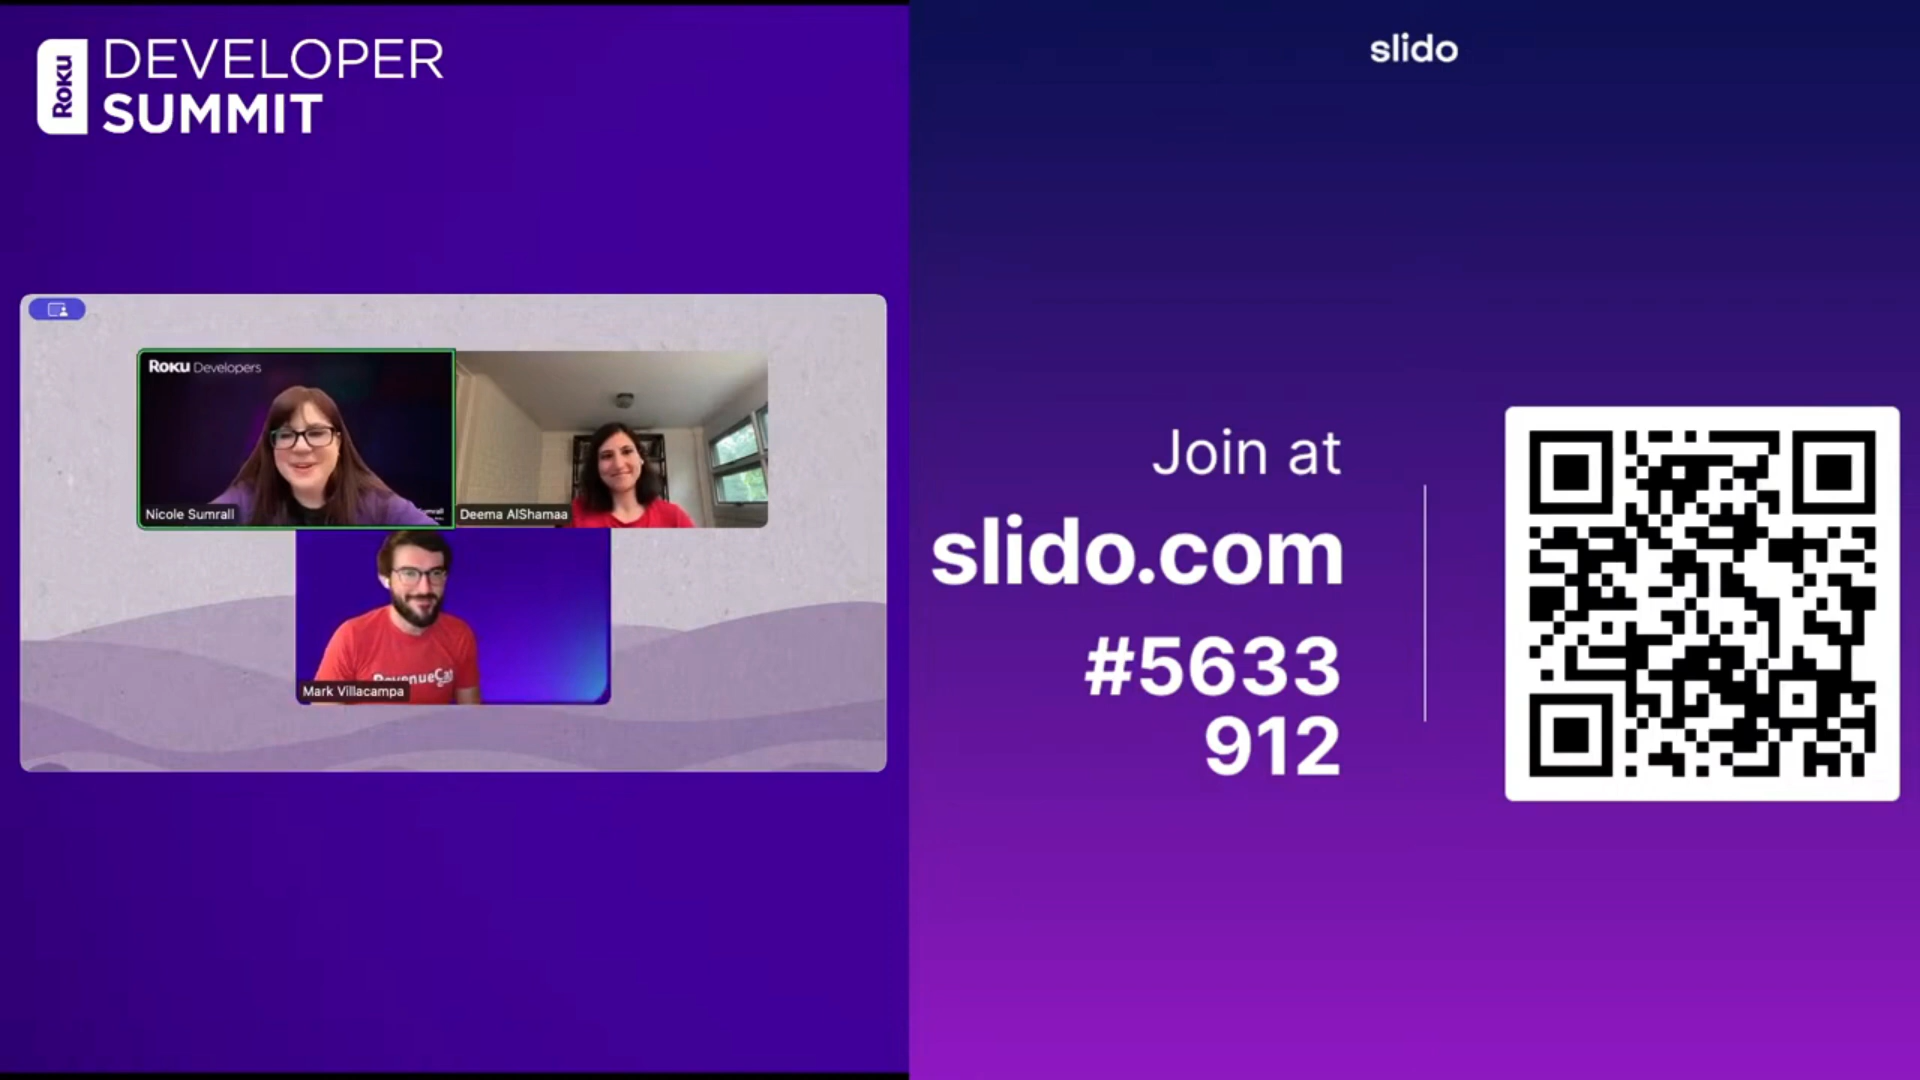 Roku
DEVELOPER
SUMMIT
Roku Developers
Nicole Sumrall
Deema AlShamaa
Mark Villacampa
slido
Join at
slido.com
#5633
912